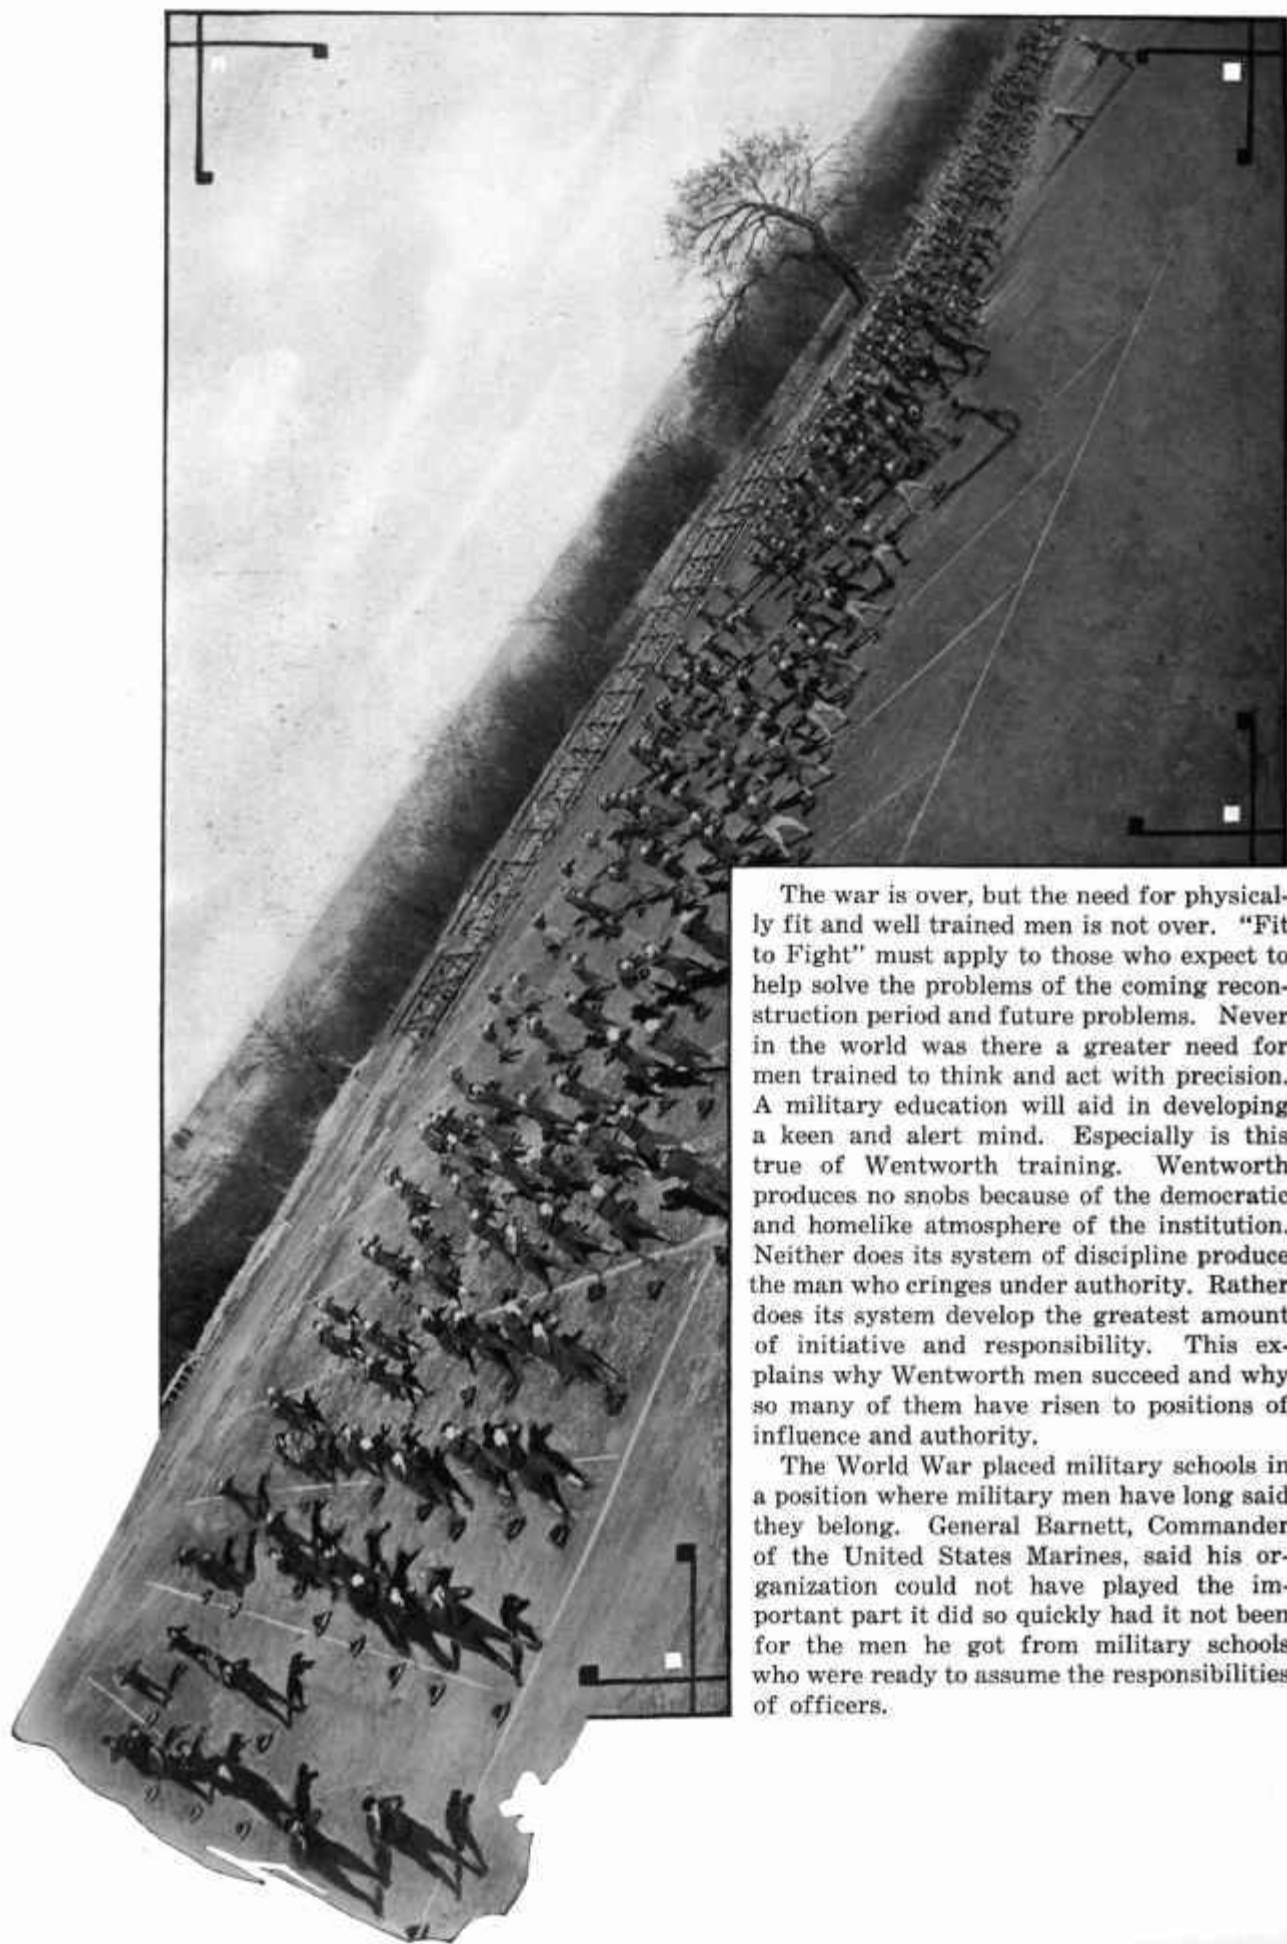 The war is over, but the need for physical-
ly fit and well trained men is not over. "Fit
to Fight" must apply to those who expect to
help solve the problems of the coming recon-
struction period and future problems. Never
in the world was there a greater need for
men trained to think and act with precision.
A military education will aid in developing
a keen and alert mind. Especially is this
true of Wentworth training. Wentworth
produces no snobs because of the democratic
and homelike atmosphere of the institution.
Neither does its system of discipline produce
the man who cringes under authority. Rather
does its system develop the greatest amount
of initiative and responsibility. This ex-
plains why Wentworth men succeed and why
so many of them have risen to positions of
influence and authority.
The World War placed military schools in
a position where military men have long said
they belong. General Barnett, Commander
of the United States Marines, said his or-
ganization could not have played the im-
portant part it did so quickly had it not been
for the men he got from military schools
who were ready to assume the responsibilities
of officers.